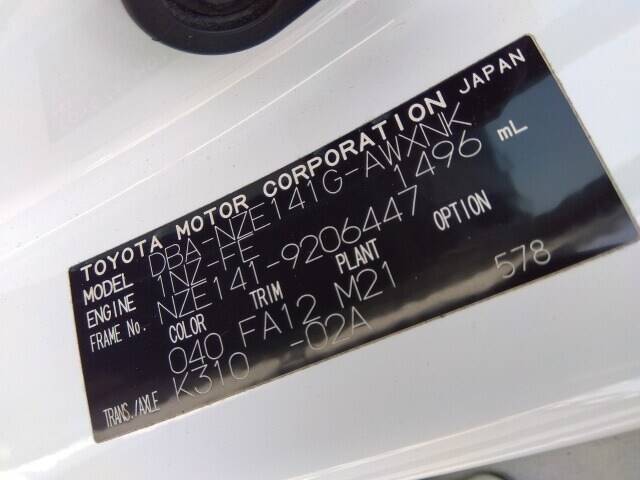 TOYOTA MOTOR CORPORATION JAPAN
MODEL DBA-NZE141G-AWXNK
ENGINE 1NZ-FE 1496 mL
FRAME No. NZE141-9206447
COLOR TRIM PLANT OPTION
040 FA12 M21 578
TRANS./AXLE K310 -02A